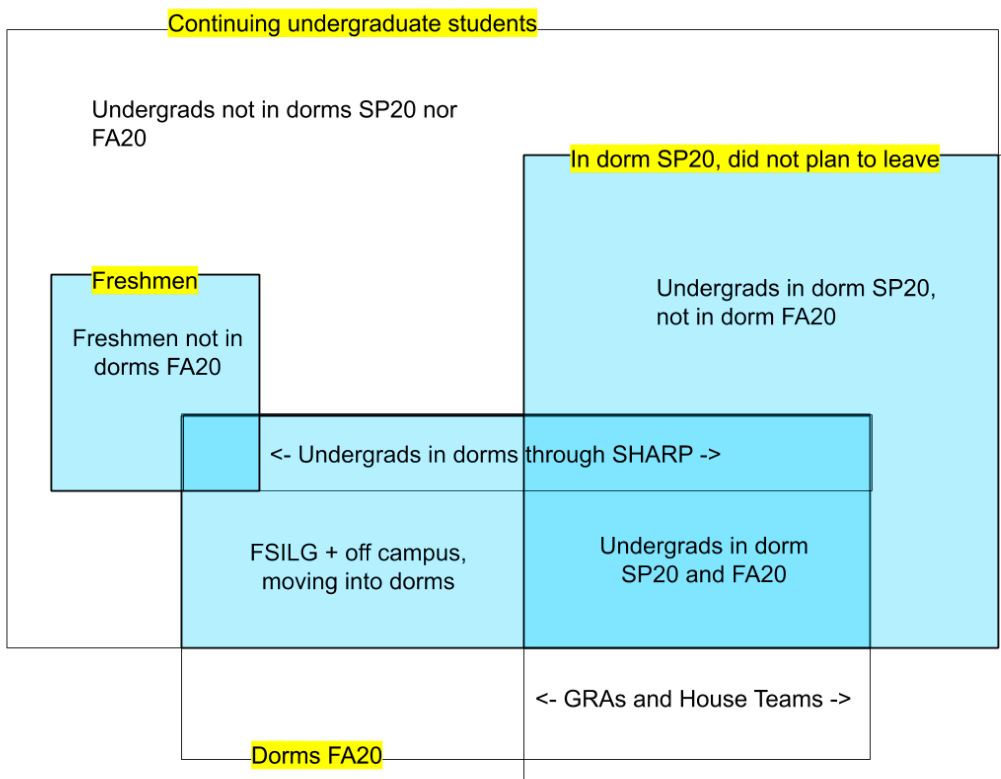 Continuing undergraduate students
Undergrads not in dorms SP20 nor
FA20
In dorm SP20, did not plan to leave
Freshmen
Undergrads in dorm SP20,
not in dorm FA20
Freshmen not in
dorms FA20
<- Undergrads in dorms through SHARP ->
FSILG + off campus,
moving into dorms
Undergrads in dorm
SP20 and FA20
<- GRAs and House Teams ->
Dorms FA20